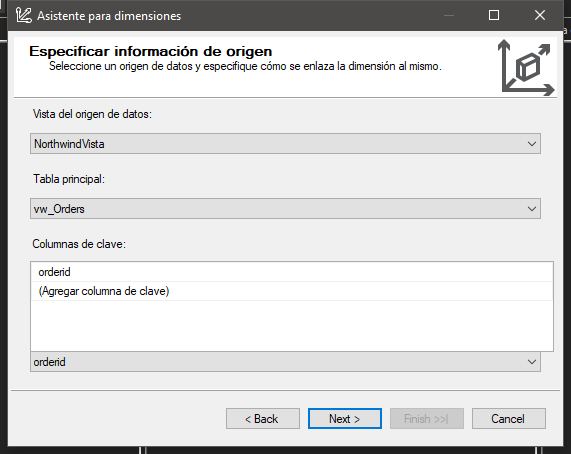 Asistente para dimensiones
Especificar información de origen
Seleccione un origen de datos y especifique cómo se enlaza la dimensión al mismo.
Vista del origen de datos:
NorthwindVista
Tabla principal:
vw_Orders
Columnas de clave:
orderid
(Agregar columna de clave)
orderid
< Back
Next >
Finish >>|
Cancel